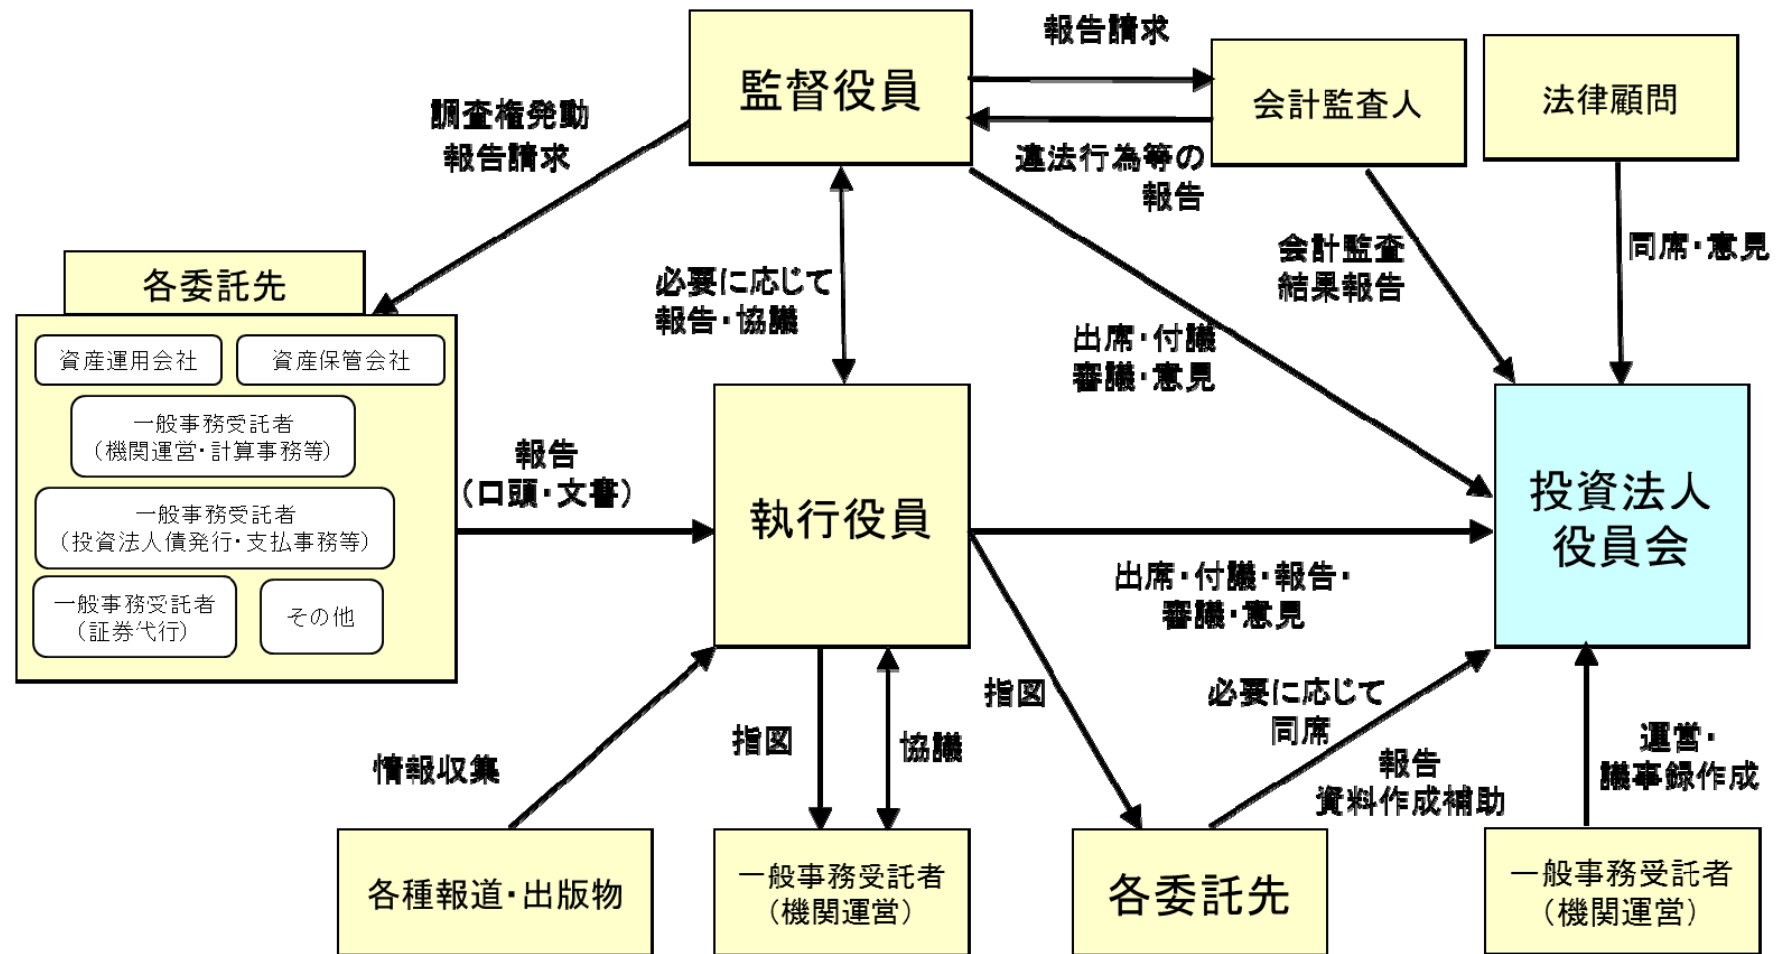 監督役員
報告請求
会計監査人
法律顧問
調査権発動
報告請求
違法行為等の
報告
会計監査
結果報告
同席・意見
各委託先
必要に応じて
報告・協議
出席・付議
審議・意見
資産運用会社
資産保管会社
一般事務受託者
（機関運営・計算事務等）
一般事務受託者
（投資法人債発行・支払事務等）
一般事務受託者
（証券代行）
その他
報告
（口頭・文書）
執行役員
投資法人
役員会
出席・付議・報告・
審議・意見
情報収集
指図
協議
指図
必要に応じて
同席
報告
資料作成補助
運営・
議事録作成
各種報道・出版物
一般事務受託者
（機関運営）
各委託先
一般事務受託者
（機関運営）